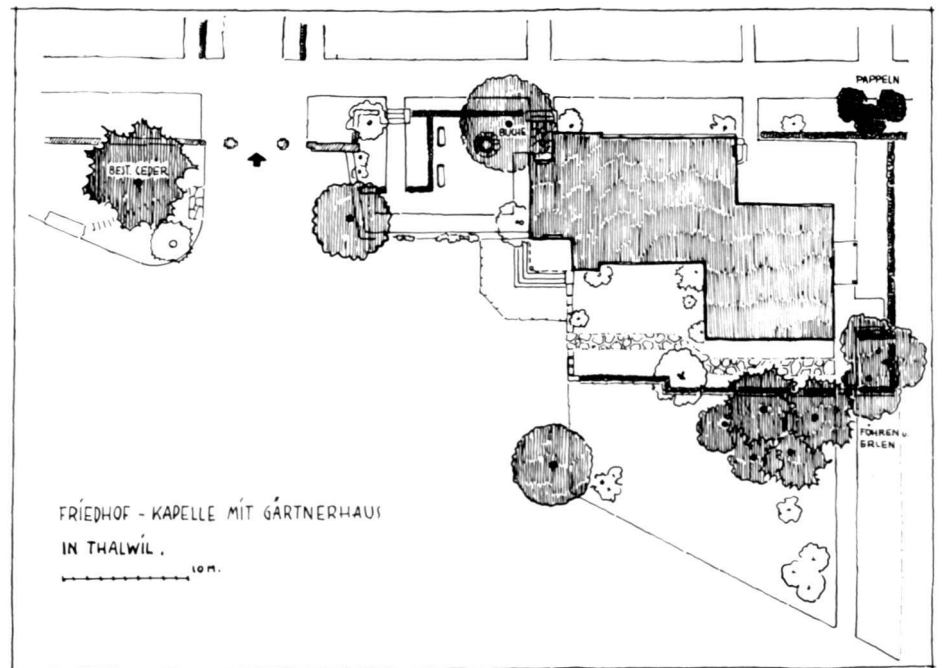 PAPPELN
BUCHE
BEST. CEDER
FÖHREN u.
ERLEN
FRIEDHOF - KAPELLE MIT GÄRTNERHAUS
IN THALWIL.
10 M.